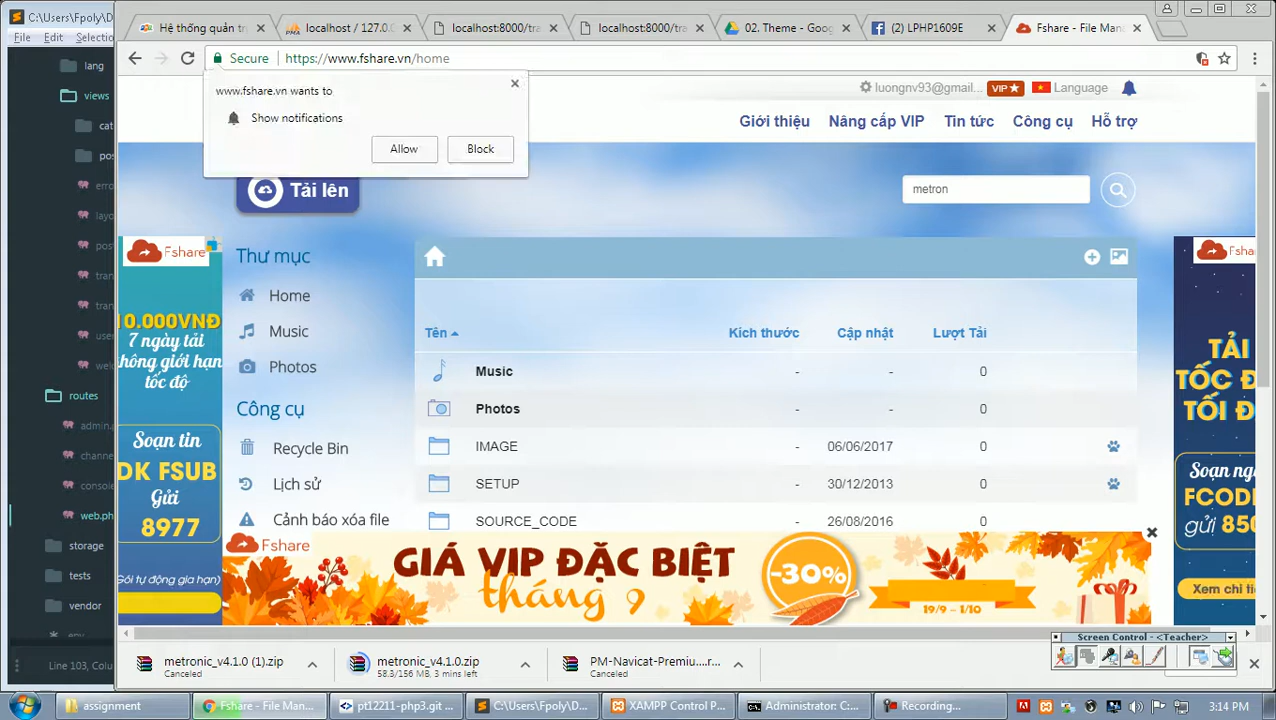 C:\Users\Fpoly\D
File Edit Selectio
Hệ thống quản tr
localhost / 127.0.
localhost:8000/tra
localhost:8000/tra
02. Theme - Goog
(2) LPHP1609E
Fshare - File Man
Secure https://www.fshare.vn/home
www.fshare.vn wants to
Show notifications
Allow
Block
luongnv93@gmail...
VIP
Language
Giới thiệu
Nâng cấp VIP
Tin tức
Công cụ
Hỗ trợ
Tải lên
metron
lang
views
cat
pos
erro
layo
pos
tran
tran
use
wel
routes
admin.
channe
console
web.ph
storage
tests
vendor
Line 103, Colu
Fshare
10.000VNĐ
7 ngày tải
không giới hạn
tốc độ
Soạn tin
DK FSUB
Gửi
8977
(Gói tự động gia hạn)
Thư mục
Home
Music
Photos
Công cụ
Recycle Bin
Lịch sử
Cảnh báo xóa file
Tên
Kích thước
Cập nhật
Lượt Tải
Music - - 0
Photos - - 0
IMAGE - 06/06/2017 0
SETUP - 30/12/2013 0
SOURCE_CODE - 26/08/2016 0
Fsha
TẢI
TỐC Đ
TỐI Đ
Soạn ng
FCODE
gửi 850
Xem chi ti
Fshare
GIÁ VIP ĐẶC BIỆT
tháng 9
-30%
19/9 - 1/10
Screen Control - <Teacher>
metronic_v4.1.0 (1).zip
Canceled
metronic_v4.1.0.zip
58.3/156 MB, 3 mins left
PM-Navicat-Premiu....r...
Canceled
assignment
Fshare - File Man...
pt12211-php3.git ...
C:\Users\Fpoly\D...
XAMPP Control P...
Administrator: C:...
Recording...
3:14 PM